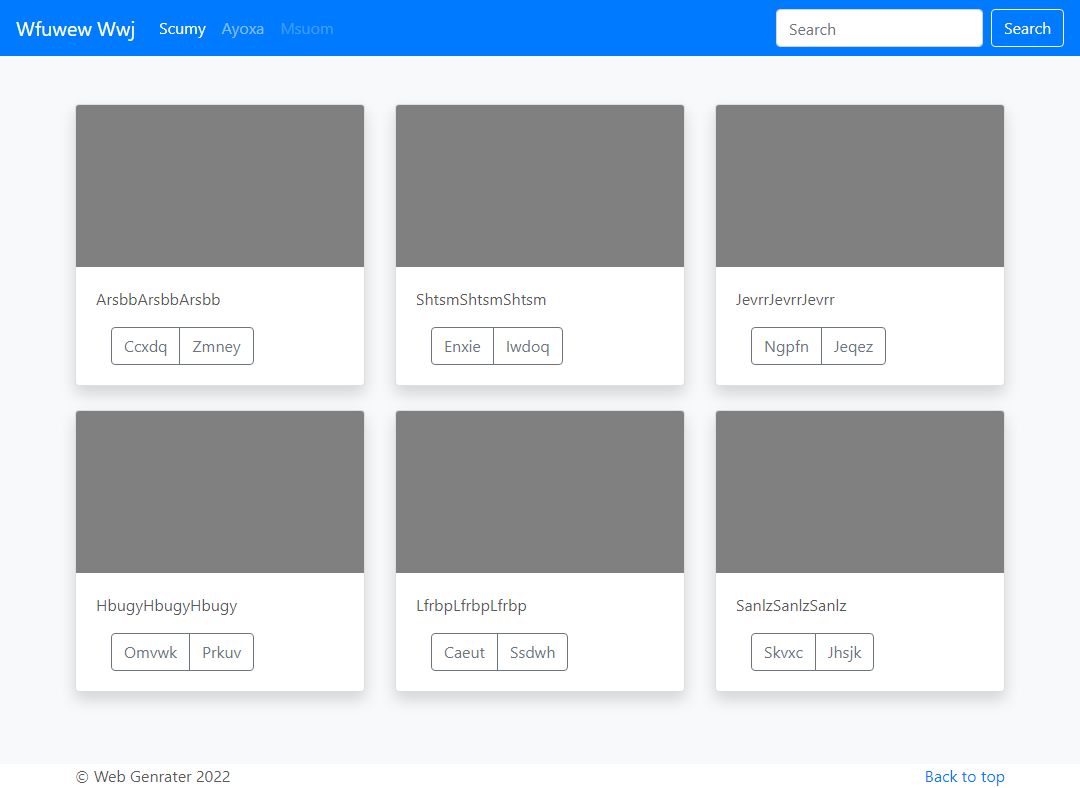 Wfuwew Wwj Scumy Ayoxa Msuom Search Search
ArsbbArsbbArsbb ShtsmShtsmShtsm JevrrJevrrJevrr
Ccxdq Zmney Enxie Iwdoq Ngpfn Jeqez
HbugyHbugyHbugy LfrbpLfrbpLfrbp SanlzSanlzSanlz
Omvwk Prkuv Caeut Ssdwh Skvxc Jhsjk
© Web Genrater 2022 Back to top